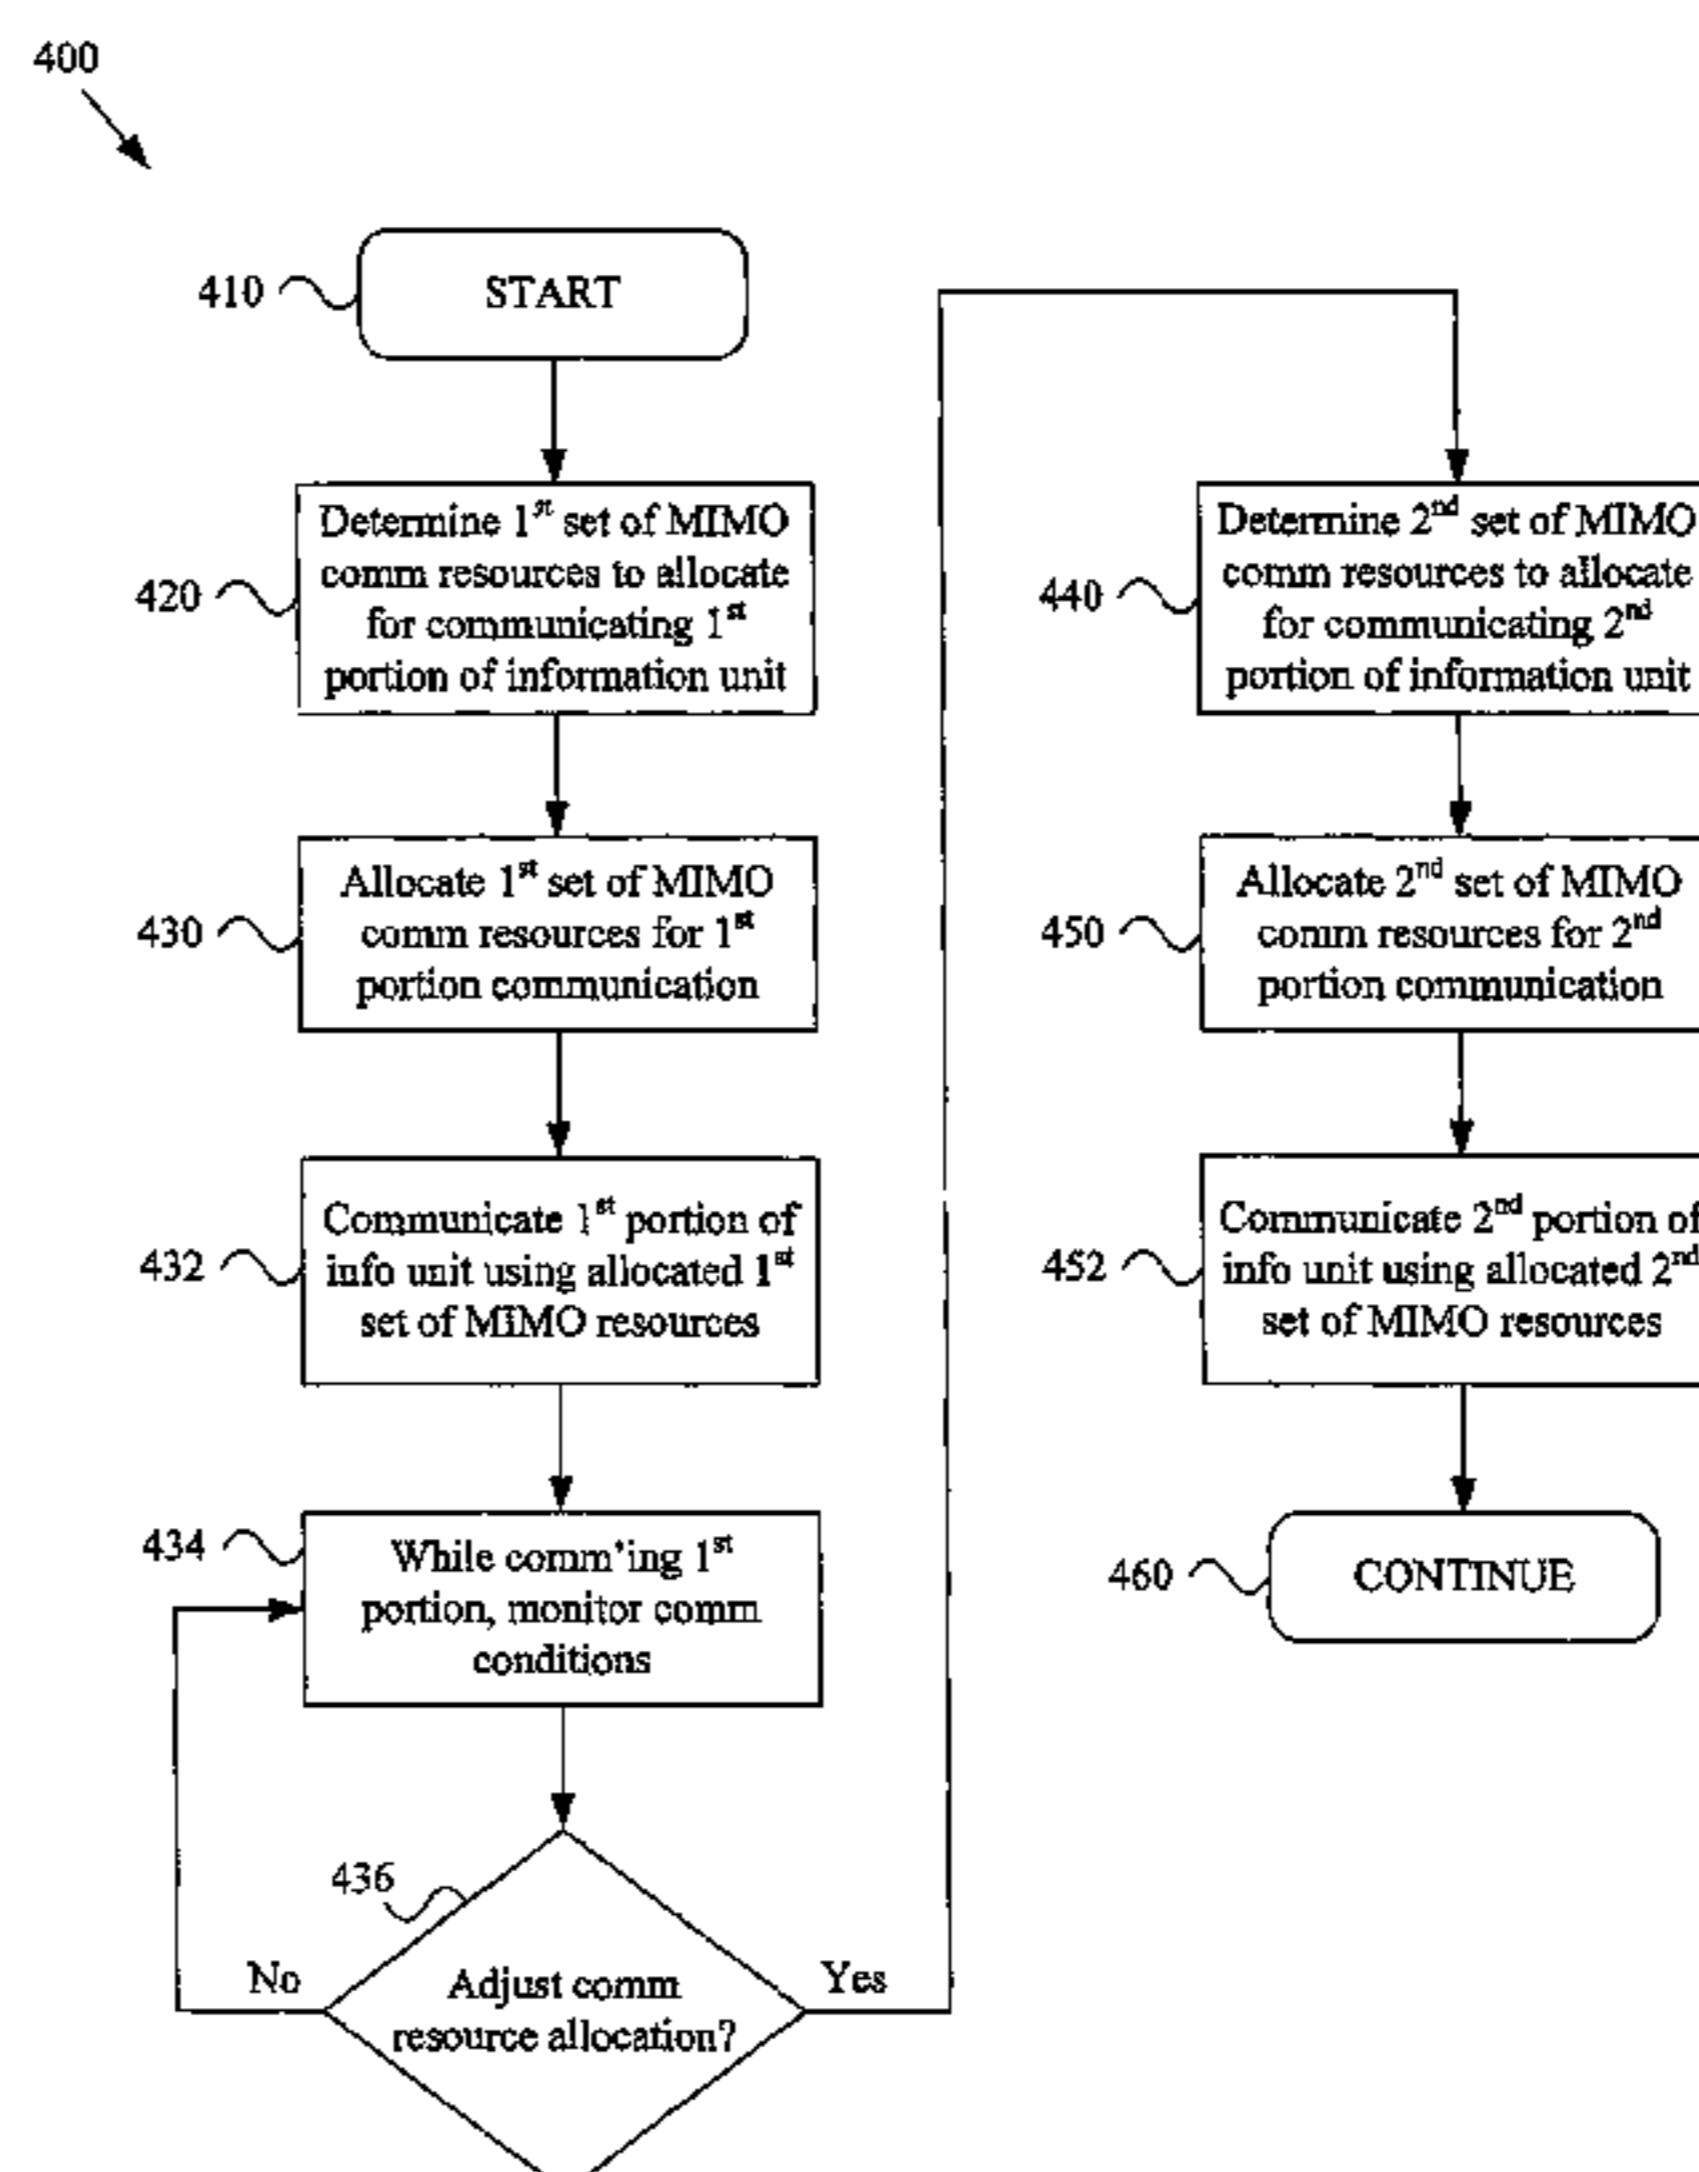 400
410
START
420
Determine 1st set of MIMO
comm resources to allocate
for communicating 1st
portion of information unit
430
Allocate 1st set of MIMO
comm resources for 1st
portion communication
432
Communicate 1st portion of
info unit using allocated 1st
set of MIMO resources
434
While comm'ing 1st
portion, monitor comm
conditions
436
Adjust comm
resource allocation?
No
Yes
440
Determine 2nd set of MIMO
comm resources to allocate
for communicating 2nd
portion of information unit
450
Allocate 2nd set of MIMO
comm resources for 2nd
portion communication
452
Communicate 2nd portion of
info unit using allocated 2nd
set of MIMO resources
460
CONTINUE